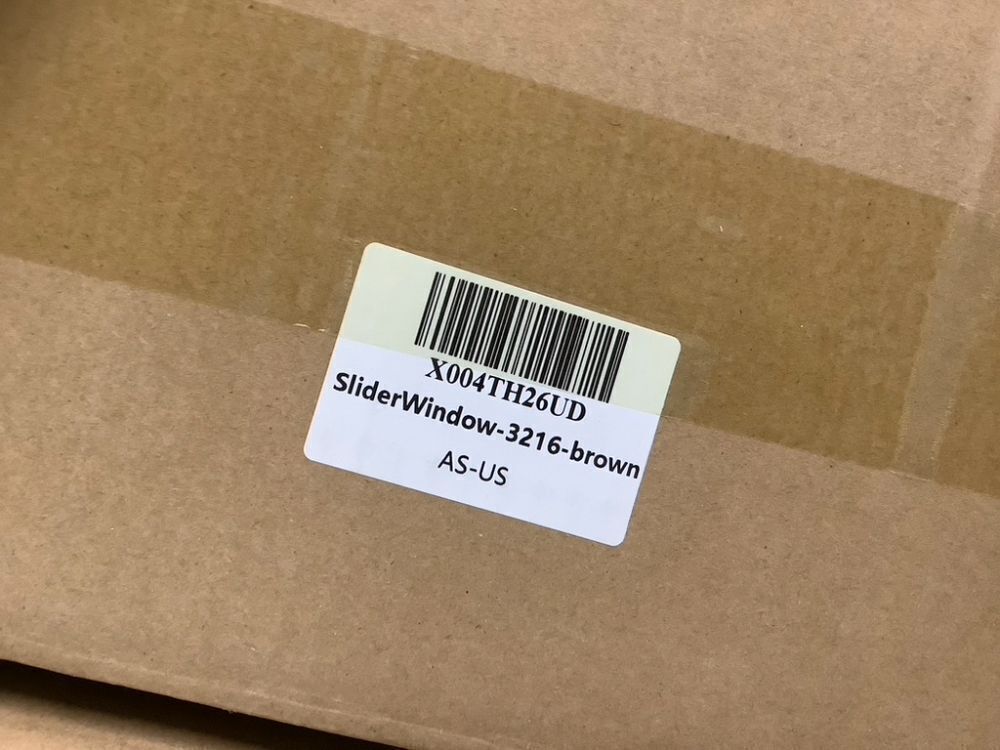 X004TH26UD
SliderWindow-3216-brown
AS-US